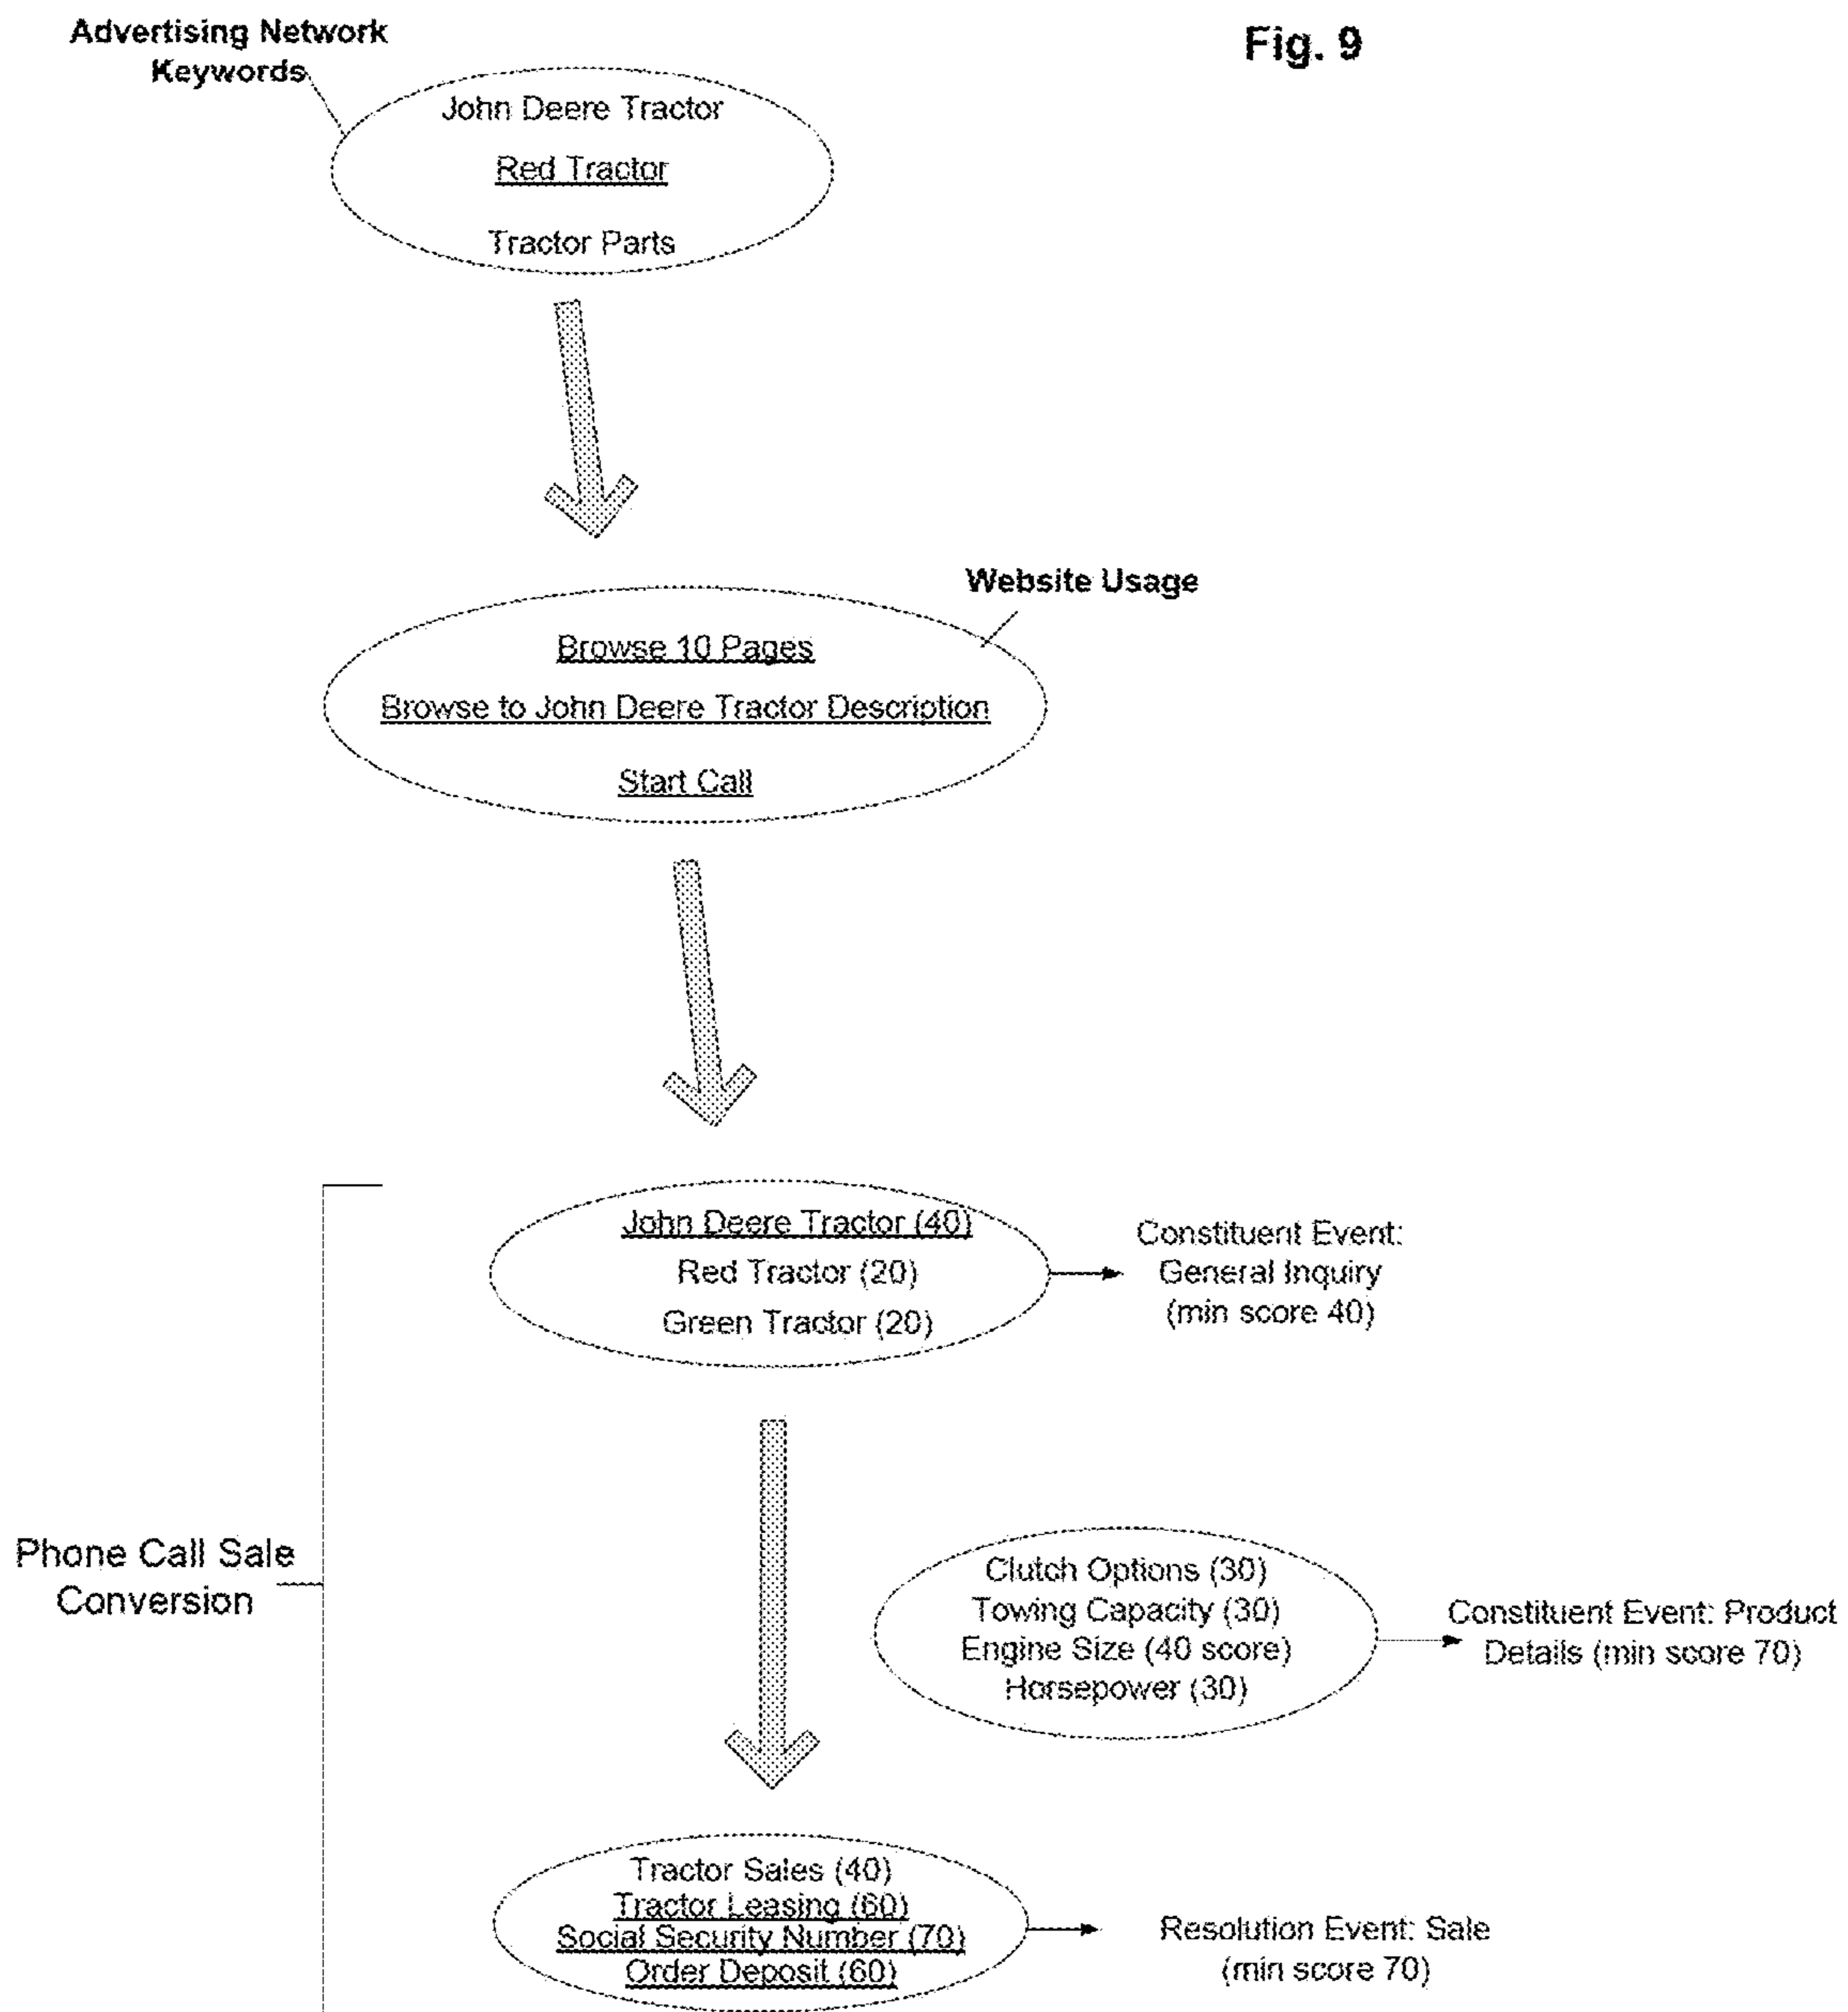 Fig. 9
Advertising Network
Keywords
John Deere Tractor
Red Tractor
Tractor Parts
Website Usage
Browse 10 Pages
Browse to John Deere Tractor Description
Start Call
John Deere Tractor (40)
Red Tractor (20)
Green Tractor (20)
Constituent Event:
General Inquiry
(min score 40)
Phone Call Sale
Conversion
Clutch Options (30)
Towing Capacity (30)
Engine Size (40 score)
Horsepower (30)
Constituent Event: Product
Details (min score 70)
Tractor Sales (40)
Tractor Leasing (60)
Social Security Number (70)
Order Deposit (60)
Resolution Event: Sale
(min score 70)